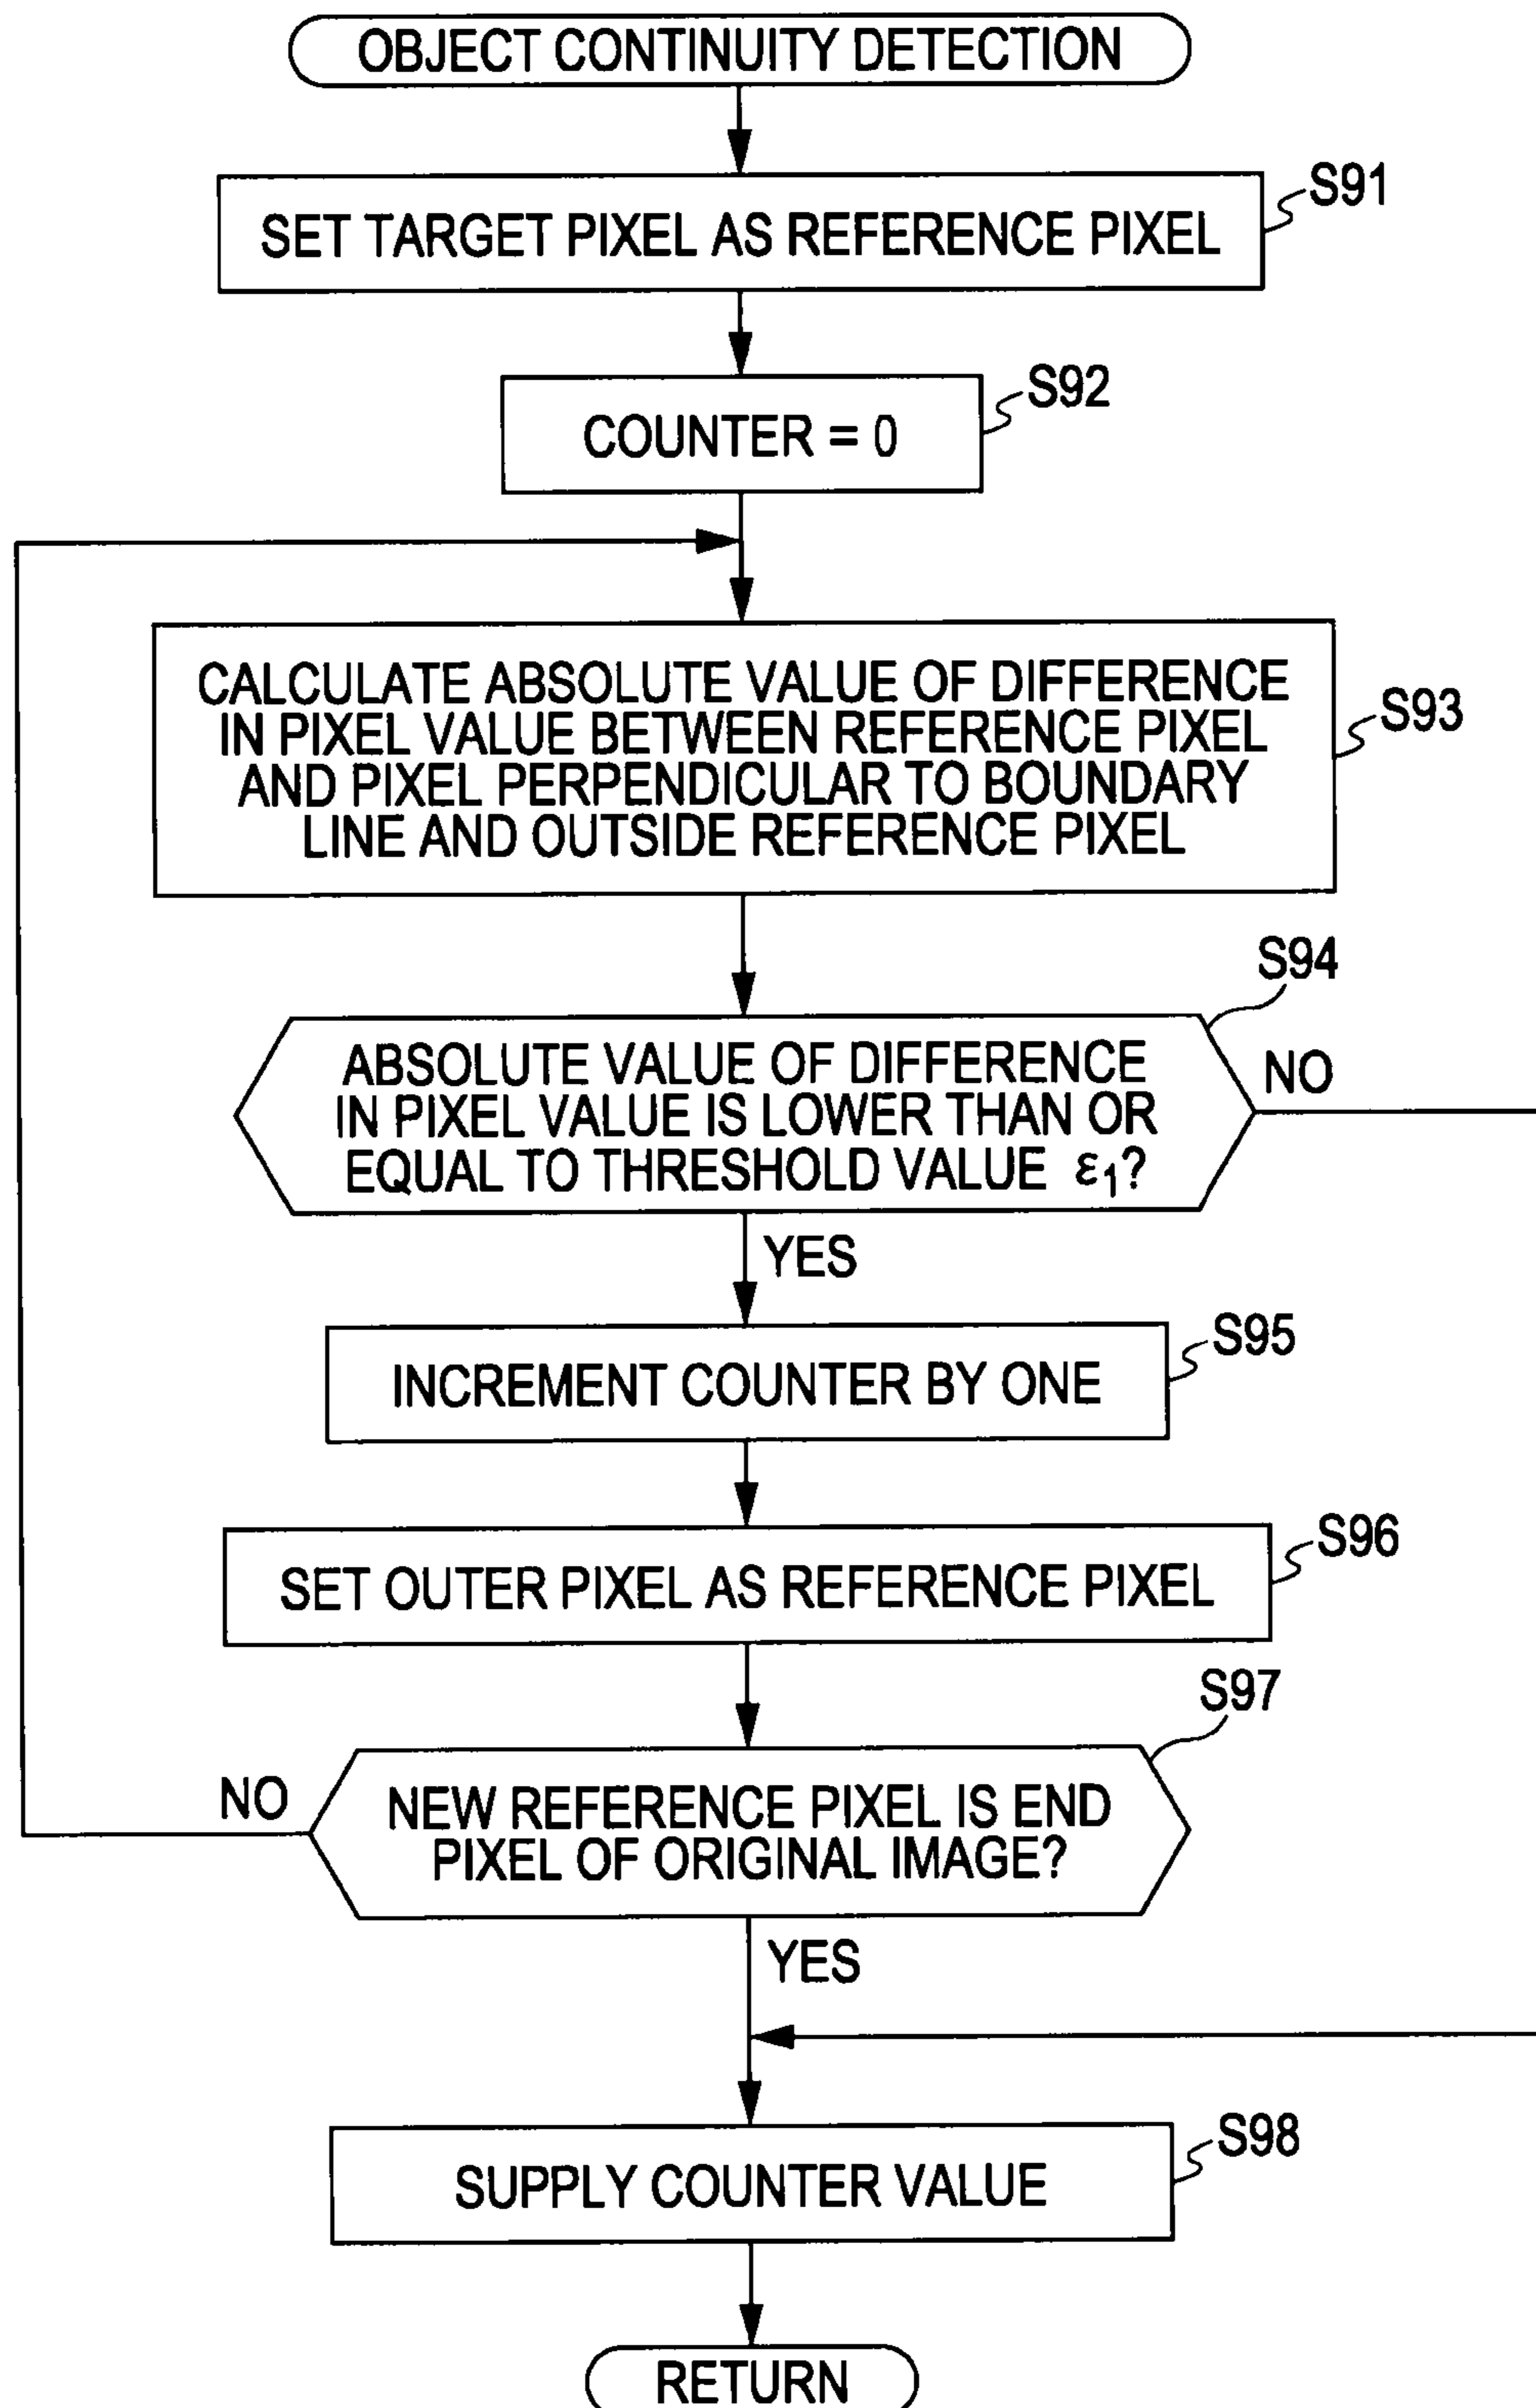 OBJECT CONTINUITY DETECTION
S91
SET TARGET PIXEL AS REFERENCE PIXEL
S92
COUNTER = 0
CALCULATE ABSOLUTE VALUE OF DIFFERENCE
IN PIXEL VALUE BETWEEN REFERENCE PIXEL
AND PIXEL PERPENDICULAR TO BOUNDARY
LINE AND OUTSIDE REFERENCE PIXEL
S93
S94
ABSOLUTE VALUE OF DIFFERENCE
IN PIXEL VALUE IS LOWER THAN OR
EQUAL TO THRESHOLD VALUE ε₁?
NO
YES
S95
INCREMENT COUNTER BY ONE
S96
SET OUTER PIXEL AS REFERENCE PIXEL
S97
NO
NEW REFERENCE PIXEL IS END
PIXEL OF ORIGINAL IMAGE?
YES
S98
SUPPLY COUNTER VALUE
RETURN